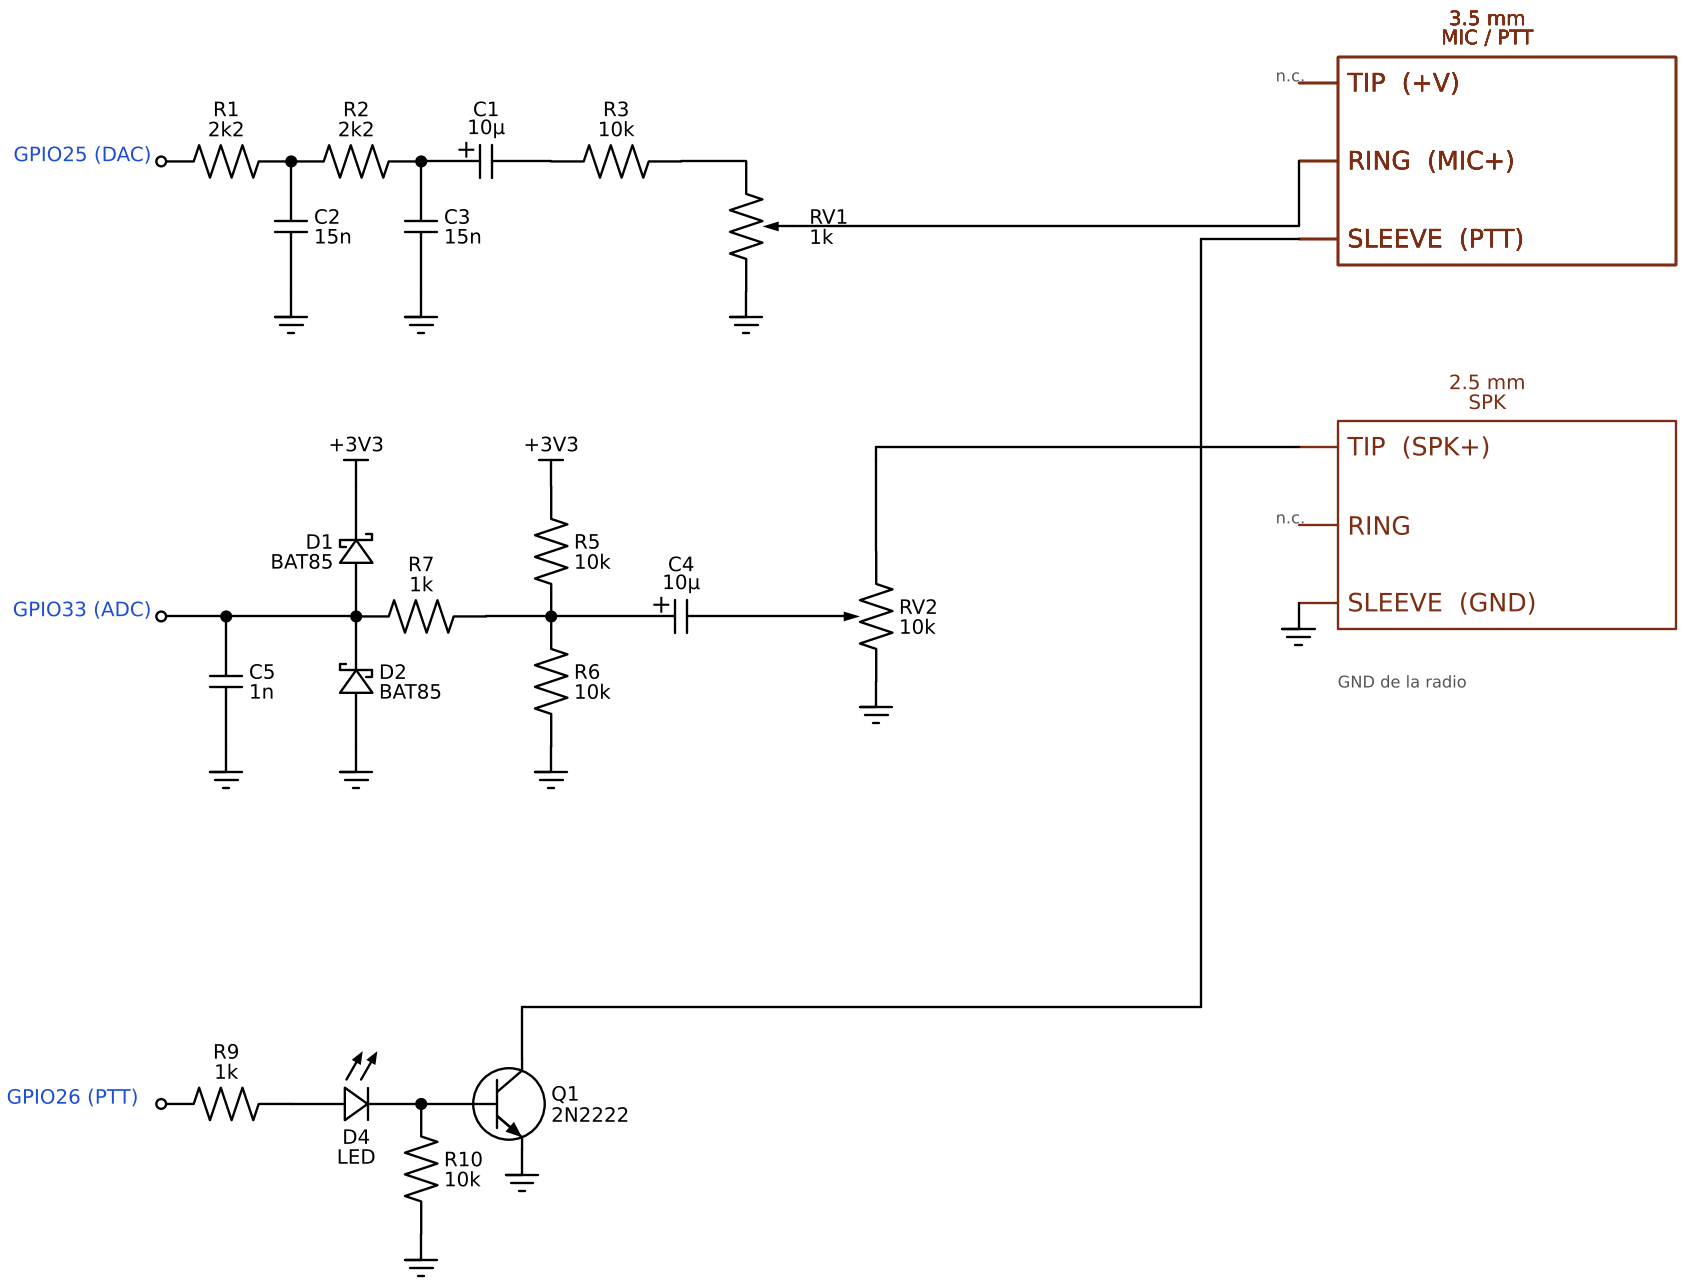 3.5 mm
MIC / PTT
n.c.
TIP (+V)
RING (MIC+)
SLEEVE (PTT)
GPIO25 (DAC)
R1
2k2
R2
2k2
C1
10µ
+
R3
10k
C2
15n
C3
15n
RV1
1k
2.5 mm
SPK
TIP (SPK+)
n.c.
RING
SLEEVE (GND)
GND de la radio
+3V3
+3V3
D1
BAT85
R7
1k
R5
10k
C4
10µ
+
GPIO33 (ADC)
RV2
10k
C5
1n
D2
BAT85
R6
10k
R9
1k
GPIO26 (PTT)
D4
LED
Q1
2N2222
R10
10k